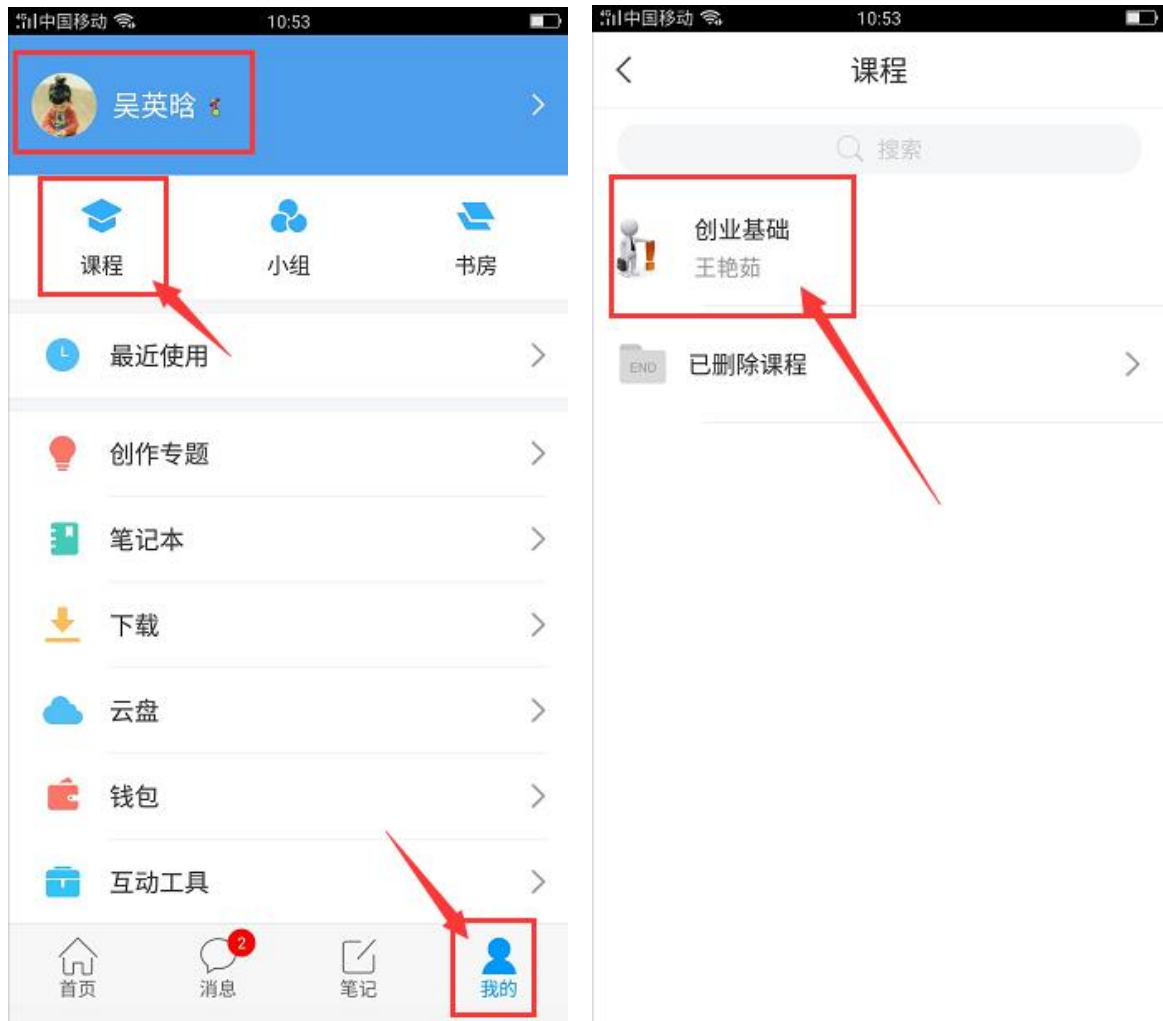 中国移动 10:53
吴英晗
课程 小组 书房
最近使用
创作专题
笔记本
下载
云盘
钱包
互动工具
2
首页 消息 笔记 我的
中国移动 10:53
课程
搜索
创业基础
王艳茹
END 已删除课程